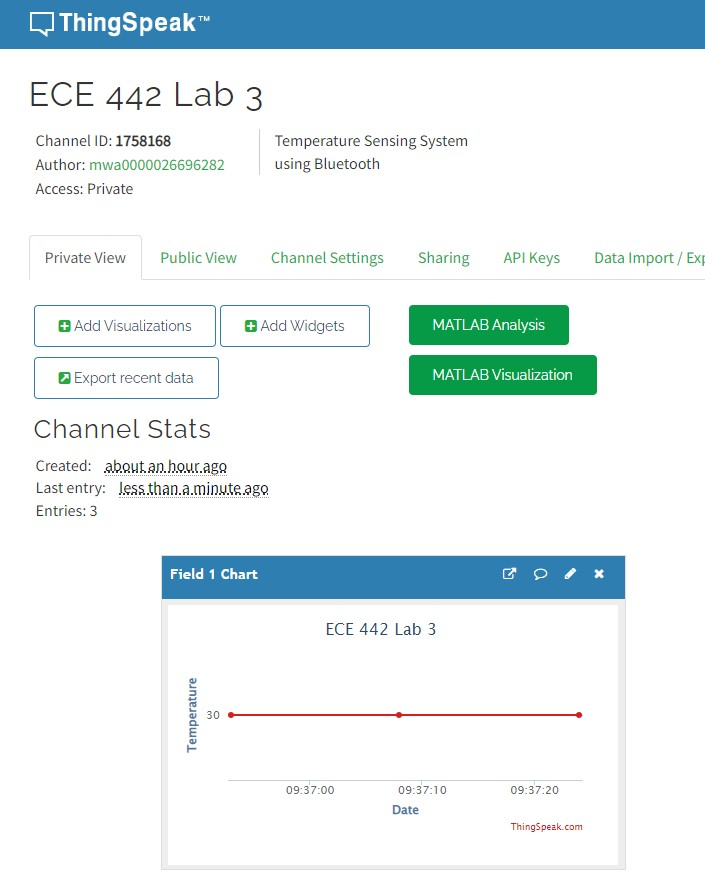 ThingSpeak™
ECE 442 Lab 3
Channel ID: 1758168
Author: mwa0000026696282
Access: Private
Temperature Sensing System
using Bluetooth
Private View Public View Channel Settings Sharing API Keys Data Import / Exp
Add Visualizations Add Widgets MATLAB Analysis
Export recent data MATLAB Visualization
Channel Stats
Created: about an hour ago
Last entry: less than a minute ago
Entries: 3
Field 1 Chart
ECE 442 Lab 3
Temperature
30
09:37:00 09:37:10 09:37:20
Date
ThingSpeak.com